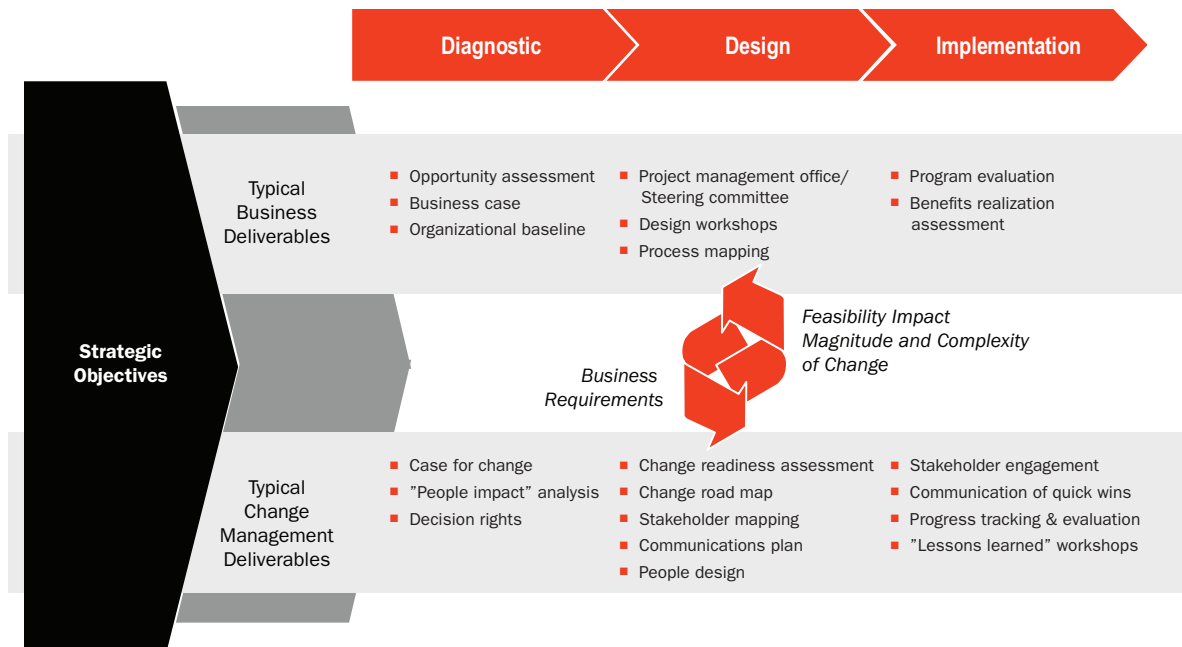 Diagnostic
Design
Implementation
Strategic
Objectives
Typical
Business
Deliverables
■ Opportunity assessment
■ Business case
■ Organizational baseline
■ Project management office/
Steering committee
■ Design workshops
■ Process mapping
■ Program evaluation
■ Benefits realization
assessment
Feasibility Impact
Magnitude and Complexity
of Change
Business
Requirements
Typical
Change
Management
Deliverables
■ Case for change
■ ”People impact” analysis
■ Decision rights
■ Change readiness assessment
■ Change road map
■ Stakeholder mapping
■ Communications plan
■ People design
■ Stakeholder engagement
■ Communication of quick wins
■ Progress tracking & evaluation
■ ”Lessons learned” workshops